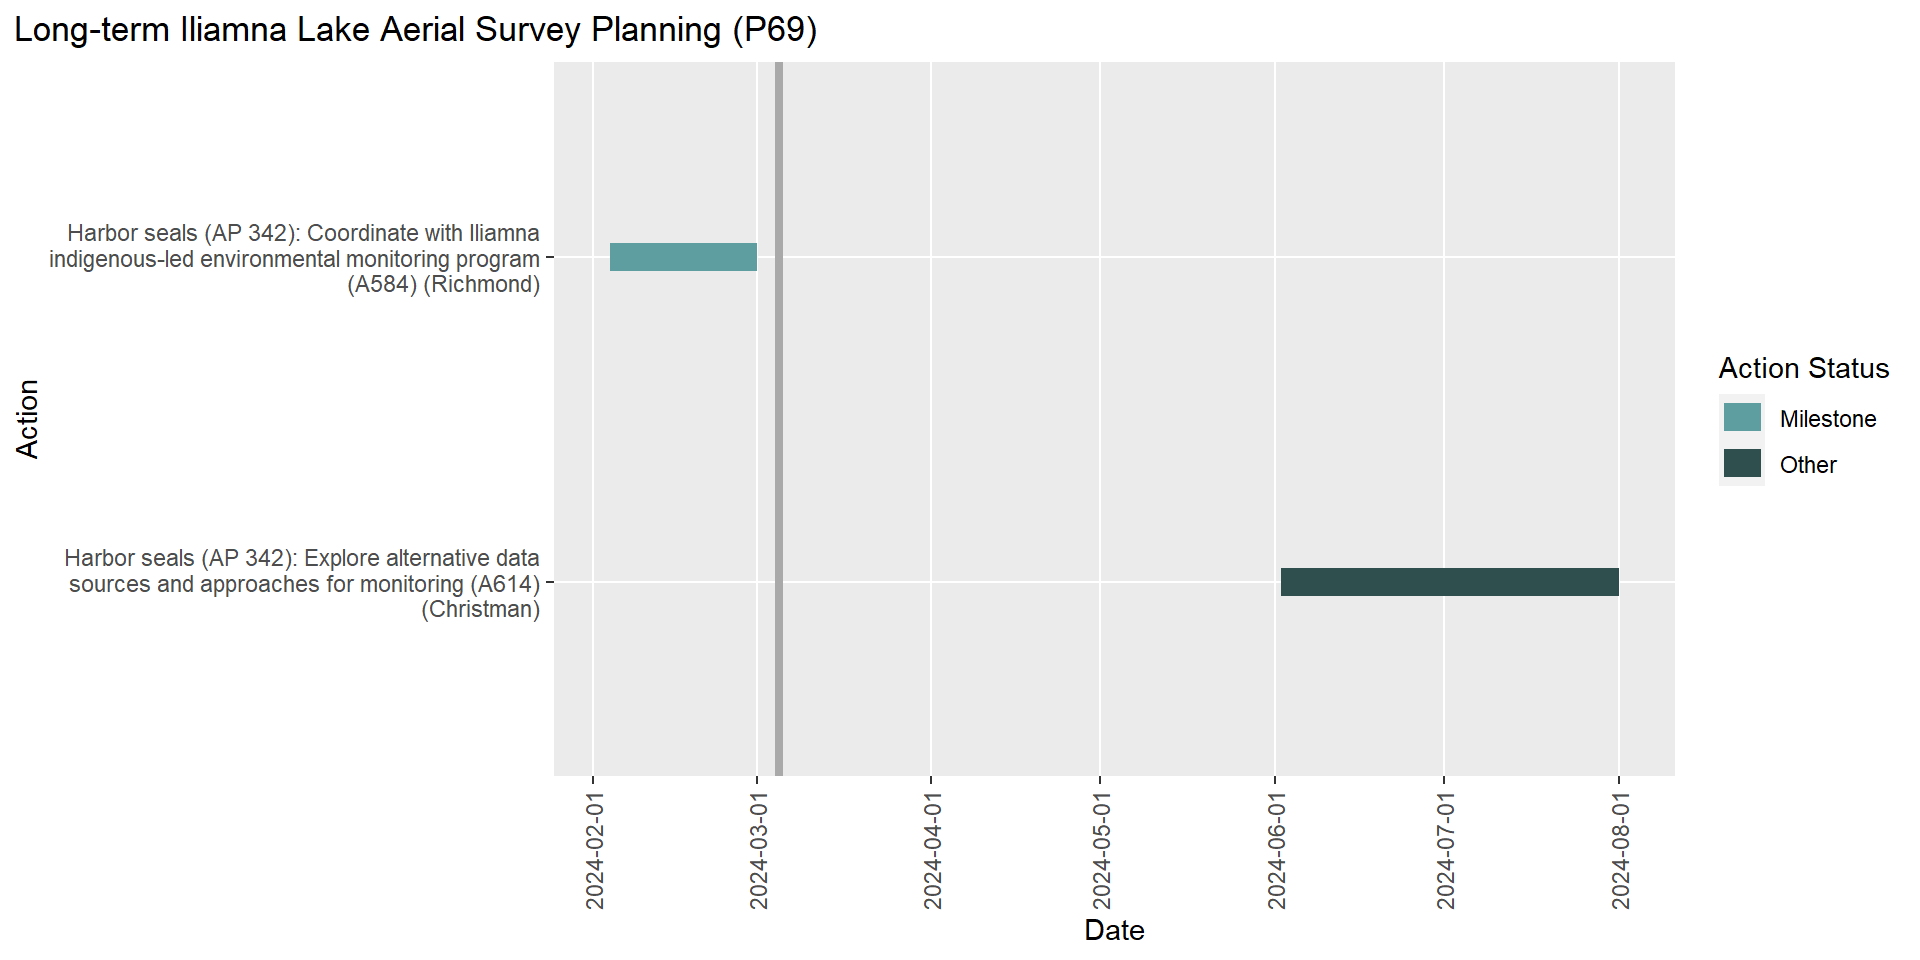 Long-term Iliamna Lake Aerial Survey Planning (P69)
Harbor seals (AP 342): Coordinate with Iliamna
indigenous-led environmental monitoring program
(A584) (Richmond)
Action
Harbor seals (AP 342): Explore alternative data
sources and approaches for monitoring (A614)
(Christman)
Action Status
Milestone
Other
2024-02-01
2024-03-01
2024-04-01
2024-05-01
2024-06-01
2024-07-01
2024-08-01
Date